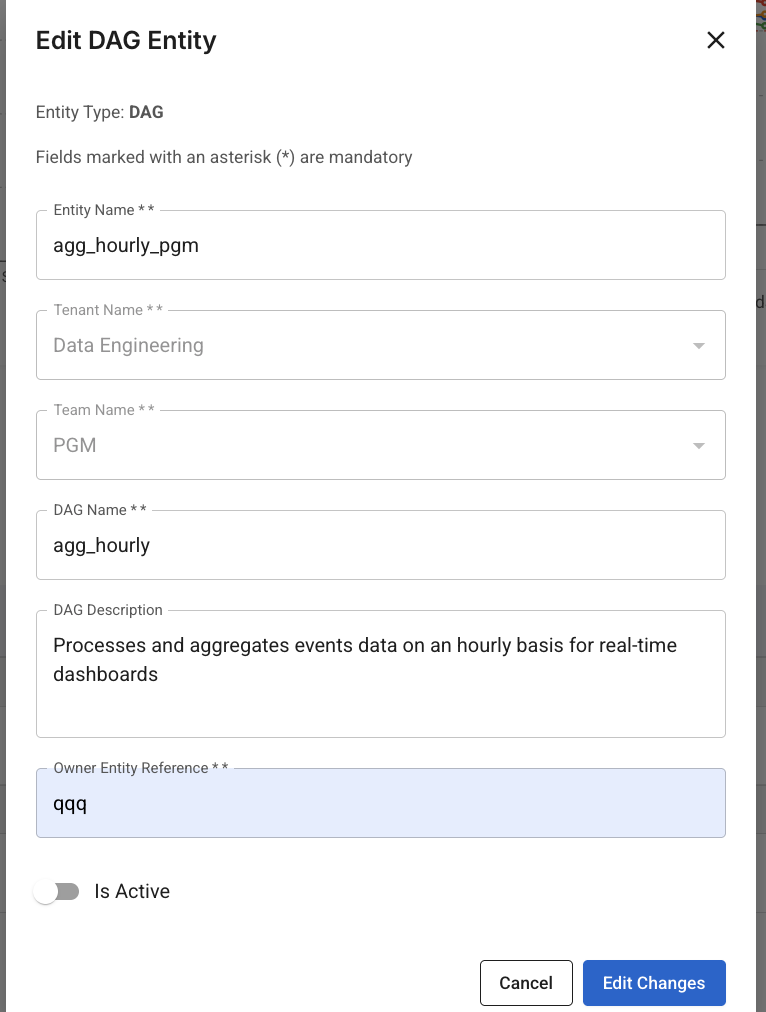 Edit DAG Entity
Entity Type: DAG
Fields marked with an asterisk (*) are mandatory
Entity Name * *
agg_hourly_pgm
Tenant Name * *
Data Engineering
Team Name * *
PGM
DAG Name * *
agg_hourly
DAG Description
Processes and aggregates events data on an hourly basis for real-time
dashboards
Owner Entity Reference * *
qqq
Is Active
Cancel
Edit Changes